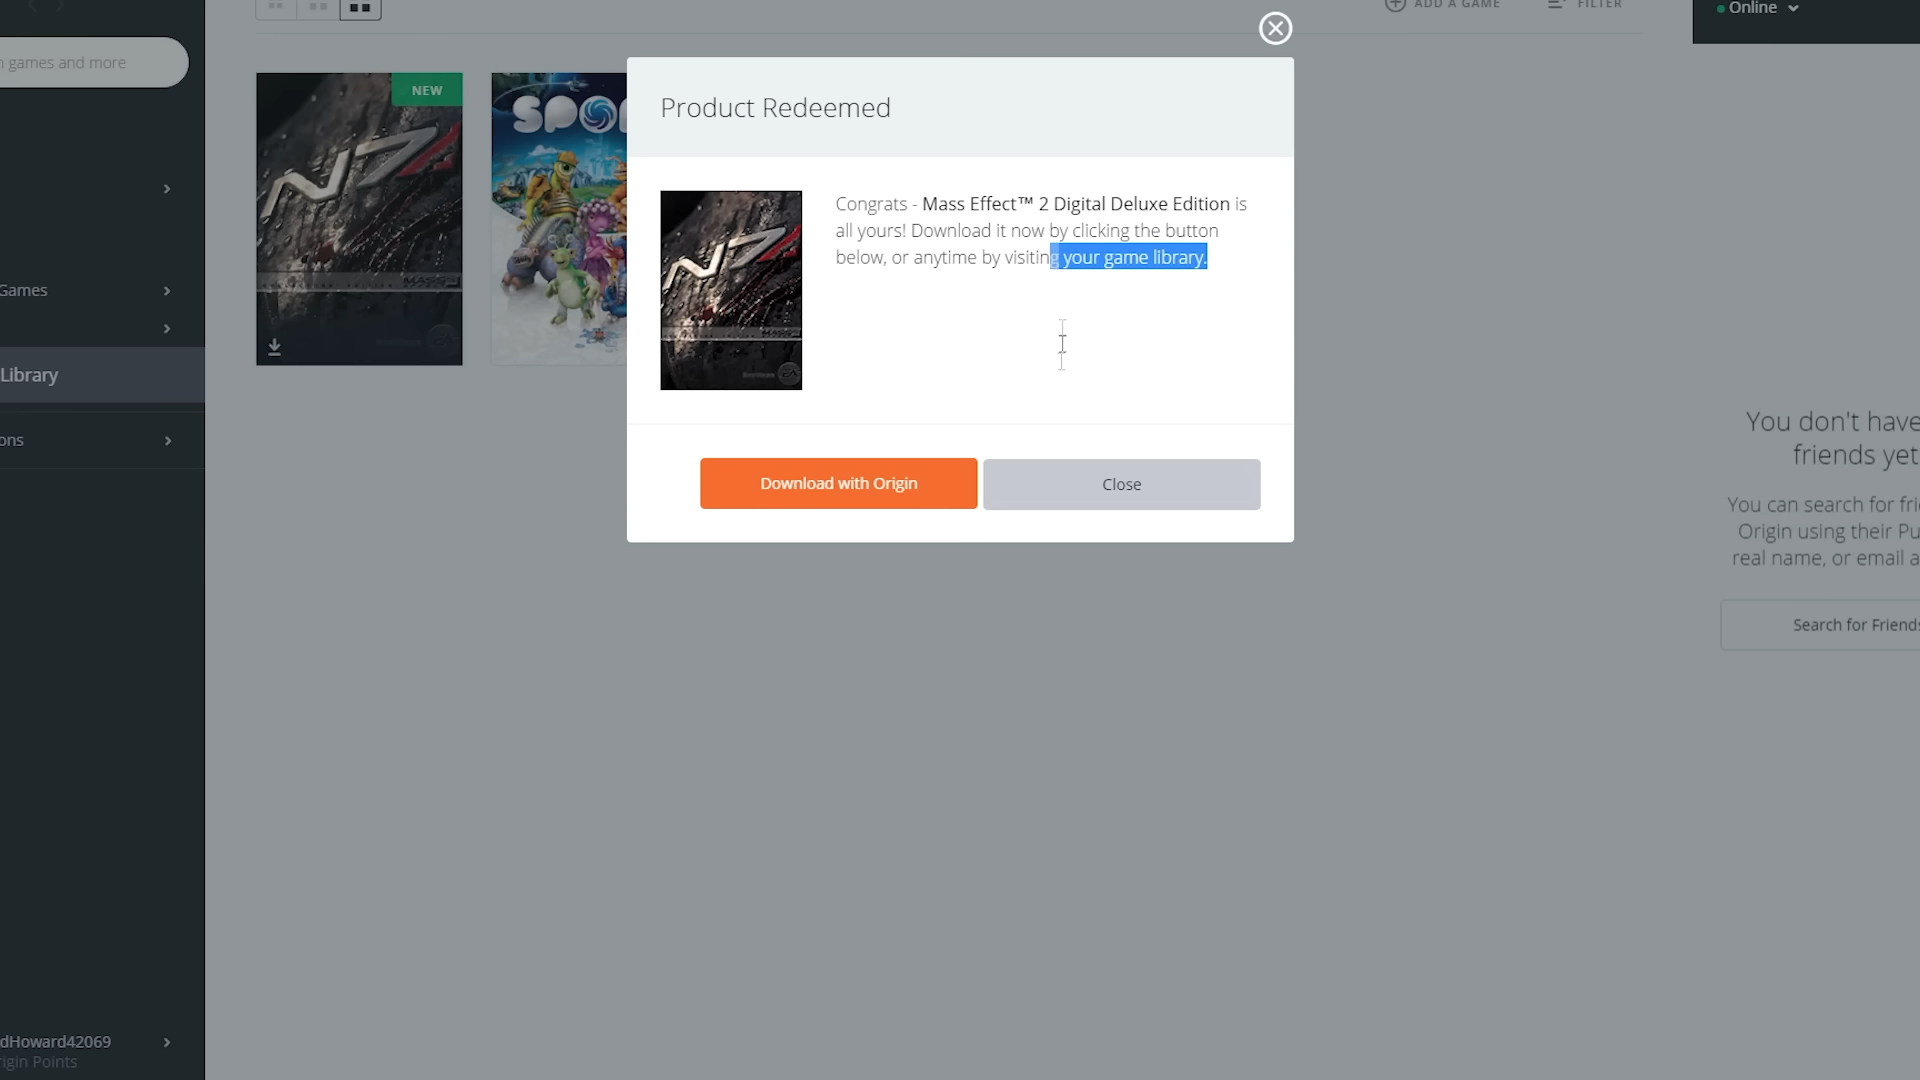 ADD A GAME
FILTER
Online
n games and more
NEW
SPOR
Product Redeemed
Congrats - Mass Effect™ 2 Digital Deluxe Edition is
all yours! Download it now by clicking the button
below, or anytime by visiting your game library.
Games
Library
ons
Download with Origin
Close
You don't have
friends yet
You can search for frie
Origin using their Pu
real name, or email a
Search for Friends
dHoward42069
rigin Points